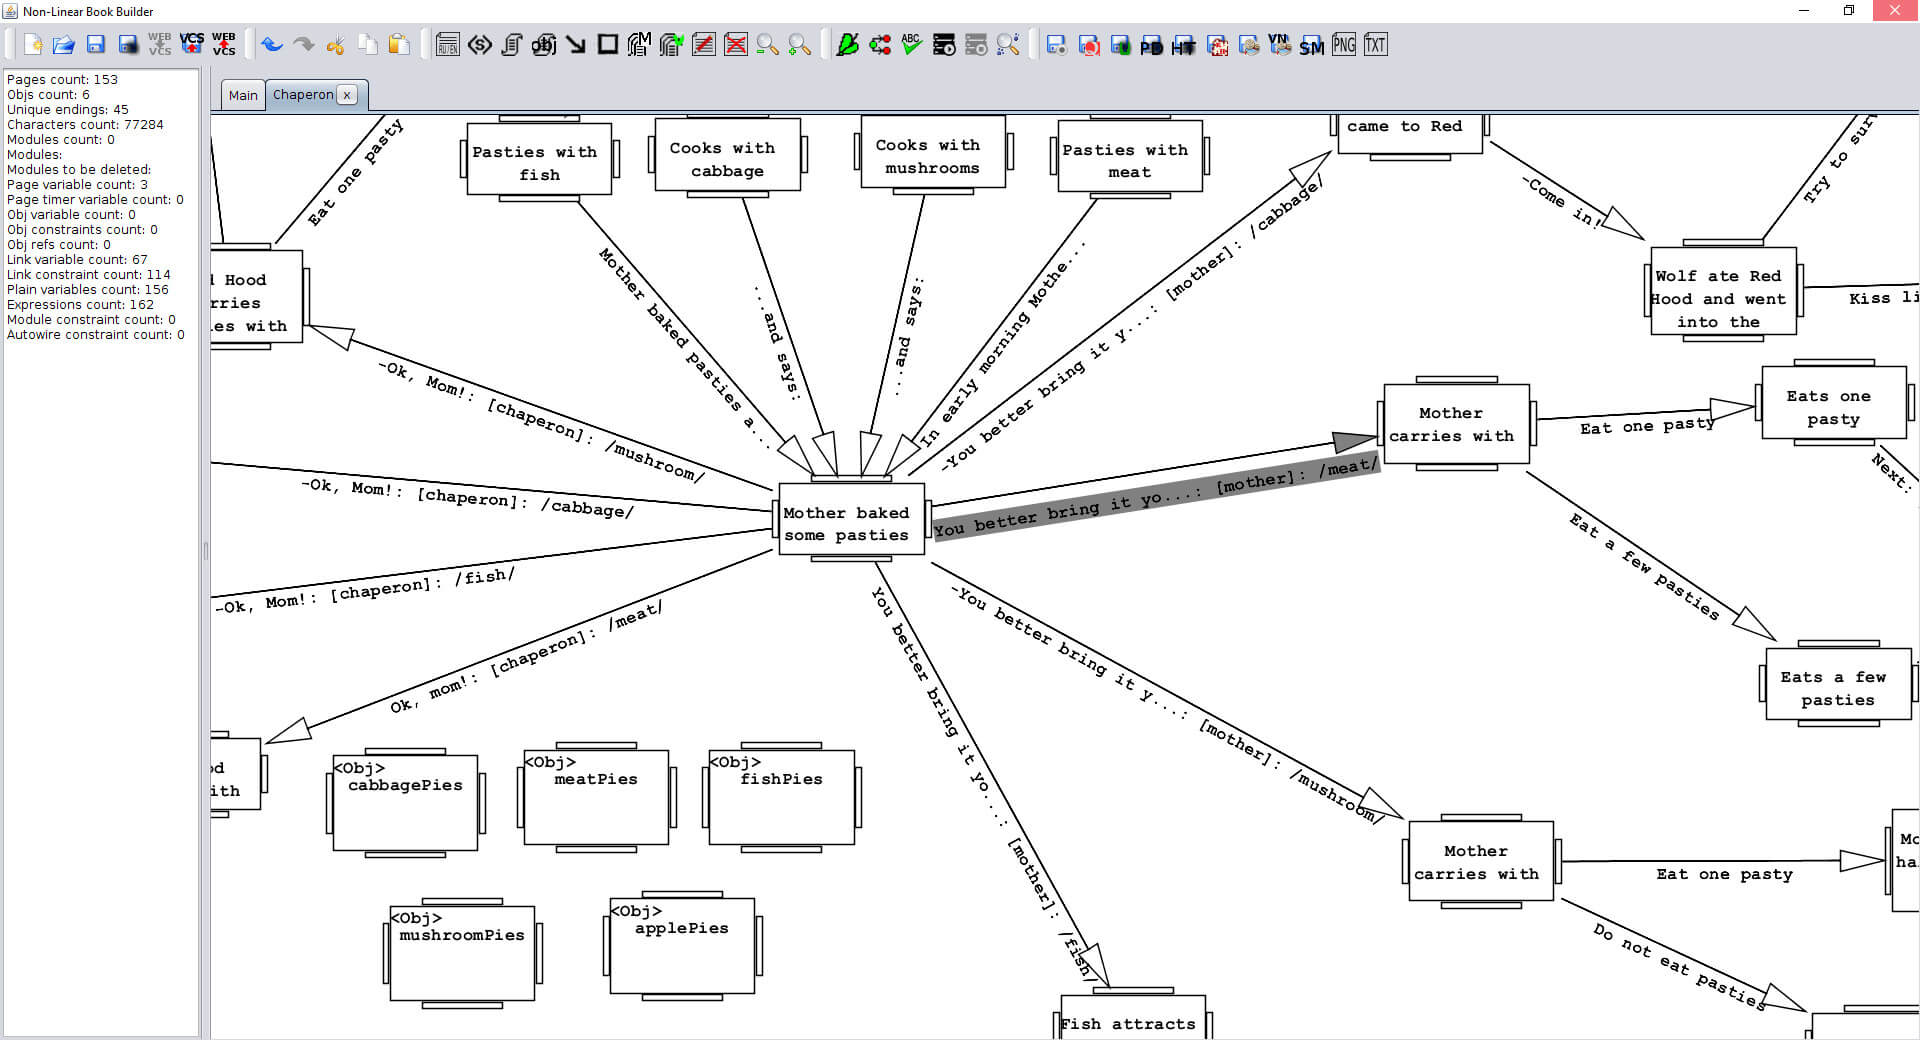 Non-Linear Book Builder
WEB VCS
VCS
WEB VCS
RU/EN
<S>
obj
M
ABC
PD
HT
VN
SM
PNG
TXT
Pages count: 153
Objs count: 6
Unique endings: 45
Characters count: 77284
Modules count: 0
Modules:
Modules to be deleted:
Page variable count: 3
Page timer variable count: 0
Obj variable count: 0
Obj constraints count: 0
Obj refs count: 0
Link variable count: 67
Link constraint count: 114
Plain variables count: 156
Expressions count: 162
Module constraint count: 0
Autowire constraint count: 0
Main
Chaperon
Eat one pasty
Pasties with
fish
Cooks with
cabbage
Cooks with
mushrooms
Pasties with
meat
came to Red
-Come in!
Try to sur
Hood
rries
es with
Mother baked pasties a...
...and says:
...and says:
In early morning Mothe...
-You better bring it y...: [mother]: /cabbage/
Wolf ate Red
Hood and went
into the
Kiss li
-Ok, Mom!: [chaperon]: /mushroom/
-Ok, Mom!: [chaperon]: /cabbage/
-Ok, Mom!: [chaperon]: /fish/
Ok, mom!: [chaperon]: /meat/
Mother baked
some pasties
You better bring it yo...: [mother]: /meat/
Mother
carries with
Eat one pasty
Eats one
pasty
Next:
Eat a few pasties
Eats a few
pasties
-You better bring it y...: [mother]: /mushroom/
You better bring it yo...: [mother]: /fish/
od
ith
<Obj>
cabbagePies
<Obj>
meatPies
<Obj>
fishPies
<Obj>
mushroomPies
<Obj>
applePies
Mother
carries with
Eat one pasty
Mo
ha
Do not eat pasties
Fish attracts